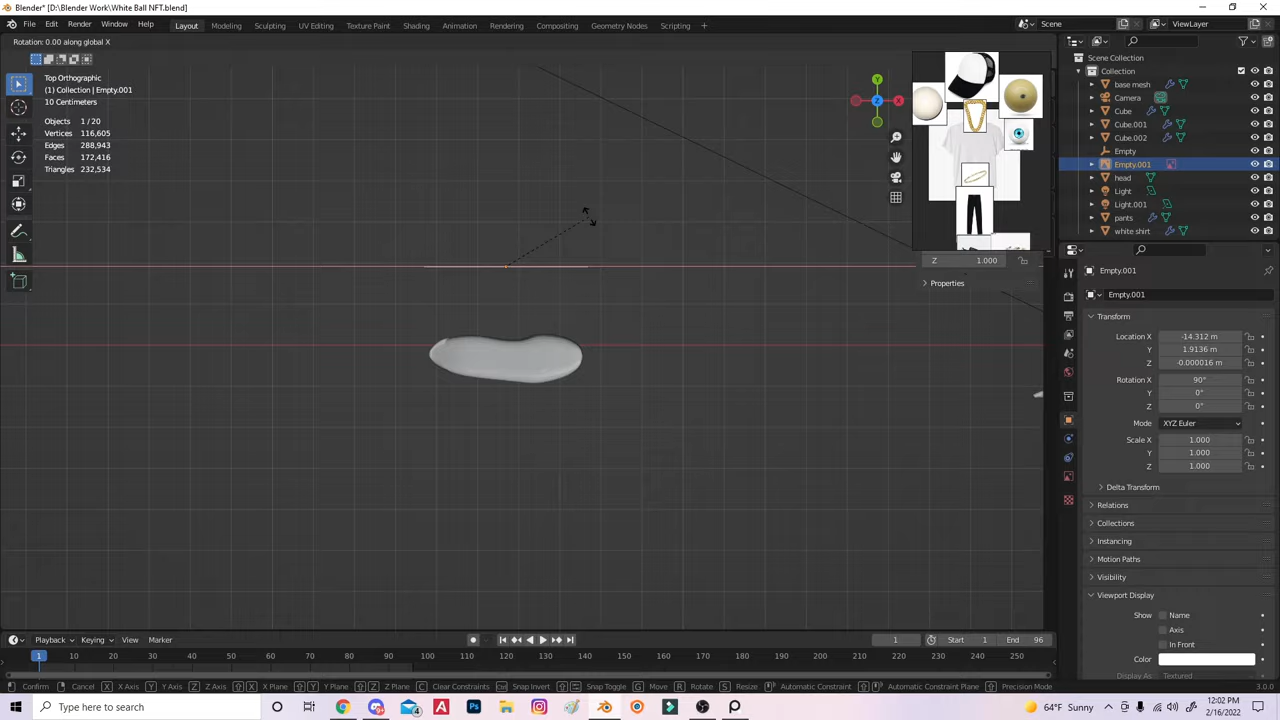 Blender* [D:\Blender Work\White Ball NFT.blend]
File Edit Render Window Help Layout Modeling Sculpting UV Editing Texture Paint Shading Animation Rendering Compositing Geometry Nodes Scripting + Scene ViewLayer
Rotation: 0.00 along global X
Top Orthographic
(1) Collection | Empty.001
10 Centimeters
Objects 1 / 20
Vertices 116,605
Edges 288,943
Faces 172,416
Triangles 232,534
Y
Z X
Z 1.000
Properties
Scene Collection
Collection
base mesh
Camera
Cube
Cube.001
Cube.002
Empty
Empty.001
head
Light
Light.001
pants
white shirt
Empty.001
Empty.001
Transform
Location X -14.312 m
Y 1.9136 m
Z -0.000016 m
Rotation X 90°
Y 0°
Z 0°
Mode XYZ Euler
Scale X 1.000
Y 1.000
Z 1.000
Delta Transform
Relations
Collections
Instancing
Motion Paths
Visibility
Viewport Display
Show Name
Axis
In Front
Color
Display As Textured
Playback Keying View Marker 1 Start 1 End 96
1 10 20 30 40 50 60 70 80 90 100 110 120 130 140 150 160 170 180 190 200 210 220 230 240 250
Confirm Cancel X X Axis Y Y Axis Z Z Axis X X Plane Y Y Plane Z Z Plane C Clear Constraints Snap Invert Snap Toggle G Move R Rotate S Resize Automatic Constraint Automatic Constraint Plane Precision Mode 3.0.0
Type here to search 4 64°F Sunny 12:02 PM
2/16/2022